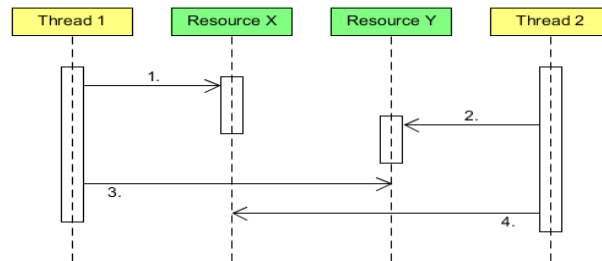 Thread 1
Resource X
Resource Y
Thread 2
1.
2.
3.
4.